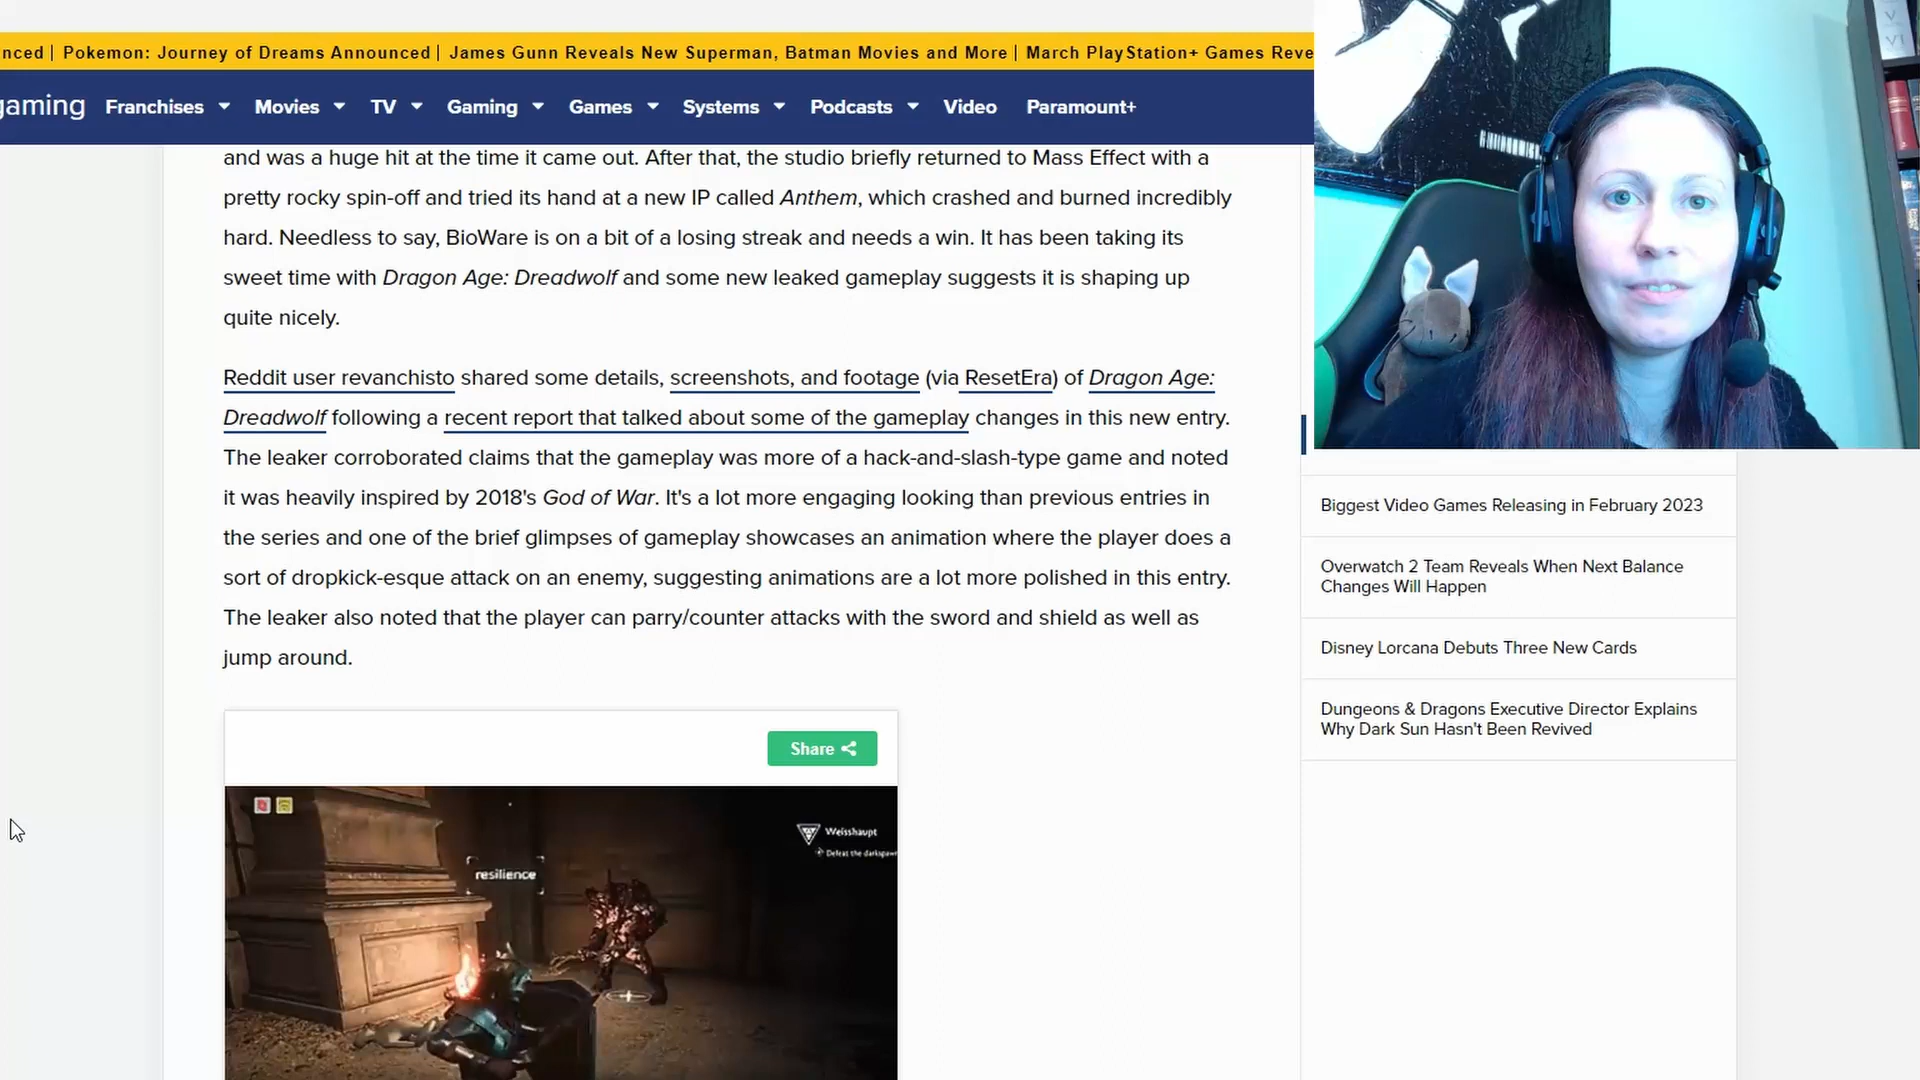 nced | Pokemon: Journey of Dreams Announced | James Gunn Reveals New Superman, Batman Movies and More | March PlayStation+ Games Reve
gaming Franchises Movies TV Gaming Games Systems Podcasts Video Paramount+
and was a huge hit at the time it came out. After that, the studio briefly returned to Mass Effect with a
pretty rocky spin-off and tried its hand at a new IP called Anthem, which crashed and burned incredibly
hard. Needless to say, BioWare is on a bit of a losing streak and needs a win. It has been taking its
sweet time with Dragon Age: Dreadwolf and some new leaked gameplay suggests it is shaping up
quite nicely.
Reddit user revanchisto shared some details, screenshots, and footage (via ResetEra) of Dragon Age:
Dreadwolf following a recent report that talked about some of the gameplay changes in this new entry.
The leaker corroborated claims that the gameplay was more of a hack-and-slash-type game and noted
it was heavily inspired by 2018's God of War. It's a lot more engaging looking than previous entries in
the series and one of the brief glimpses of gameplay showcases an animation where the player does a
sort of dropkick-esque attack on an enemy, suggesting animations are a lot more polished in this entry.
The leaker also noted that the player can parry/counter attacks with the sword and shield as well as
jump around.
Share
Weisshaupt
Defeat the darkspawn
resilience
Biggest Video Games Releasing in February 2023
Overwatch 2 Team Reveals When Next Balance
Changes Will Happen
Disney Lorcana Debuts Three New Cards
Dungeons & Dragons Executive Director Explains
Why Dark Sun Hasn't Been Revived
V
VI